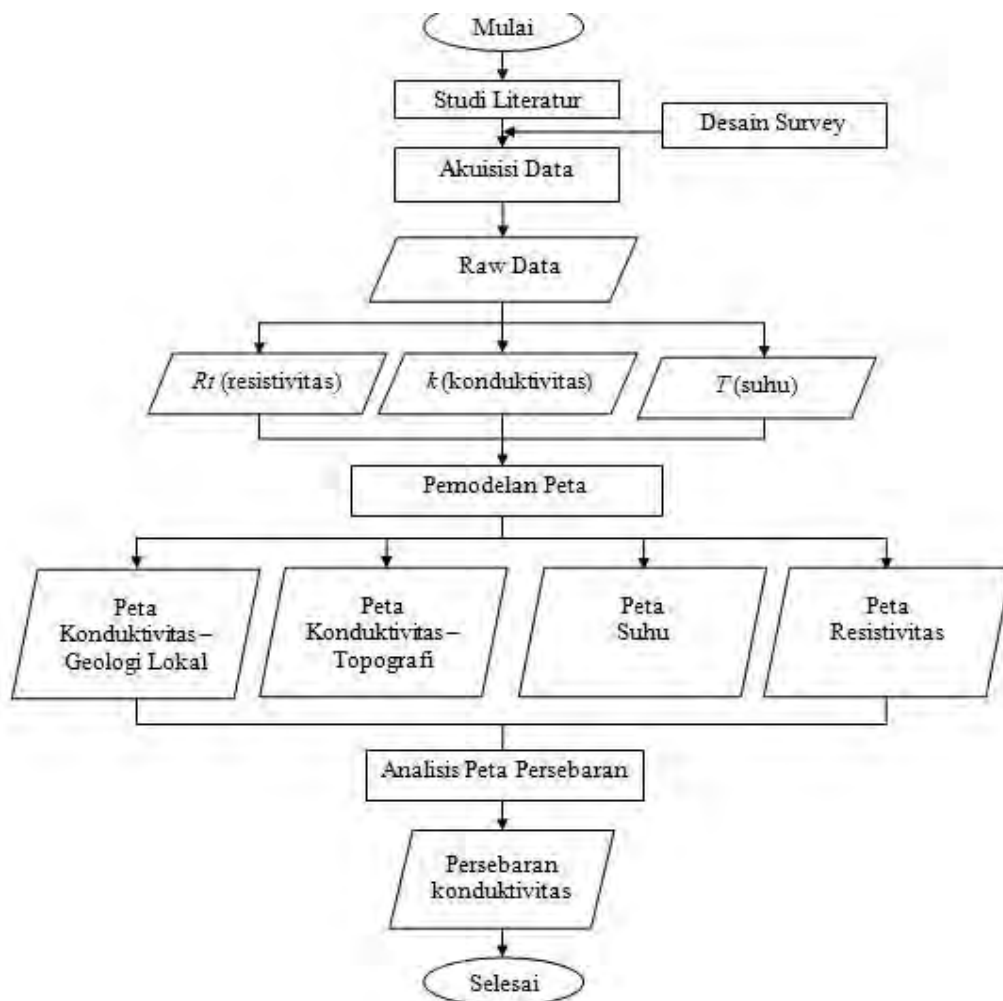 Mulai
Studi Literatur
Desain Survey
Akuisisi Data
Raw Data
Rt (resistivitas)
k (konduktivitas)
T (suhu)
Pemodelan Peta
Peta
Konduktivitas–
Geologi Lokal
Peta
Konduktivitas–
Topografi
Peta
Suhu
Peta
Resistivitas
Analisis Peta Persebaran
Persebaran
konduktivitas
Selesai